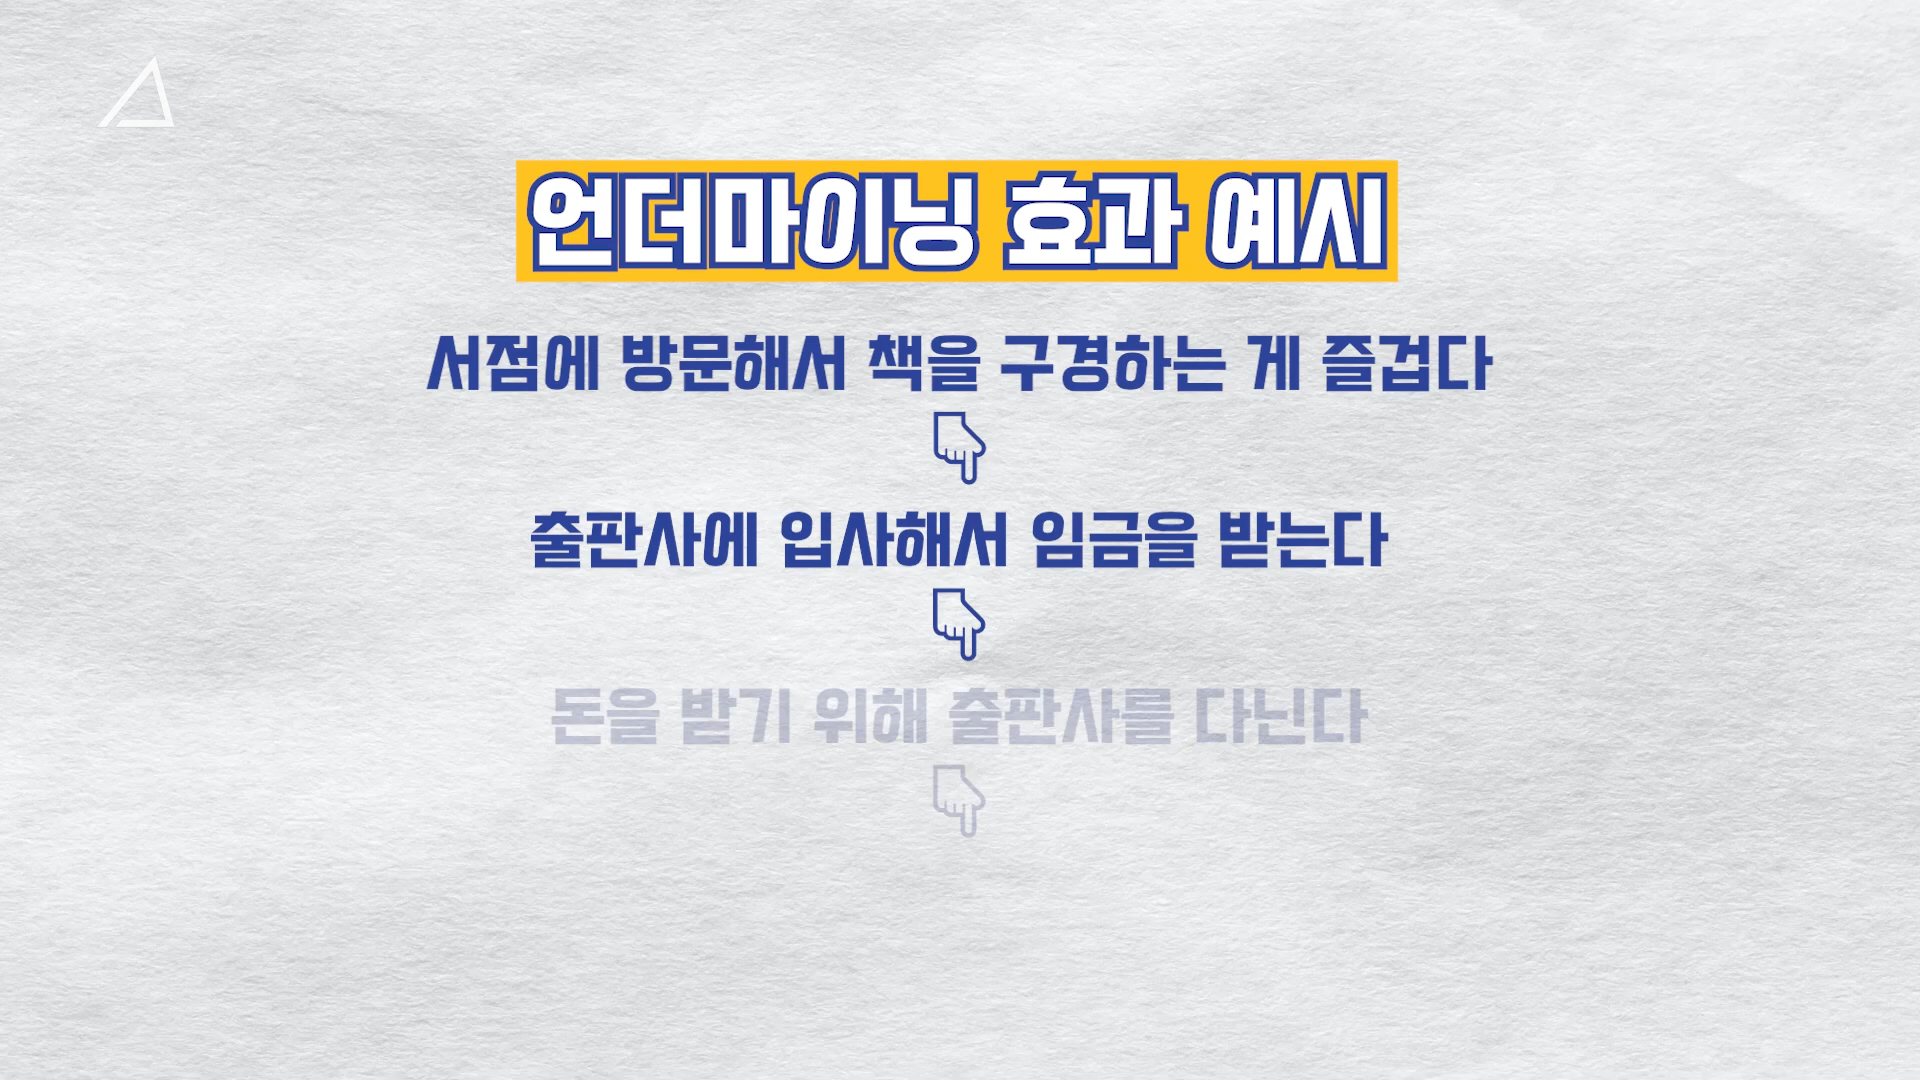 언더마이닝 효과 예시
서점에 방문해서 책을 구경하는 게 즐겁다
출판사에 입사해서 임금을 받는다
돈을 받기 위해 출판사를 다닌다